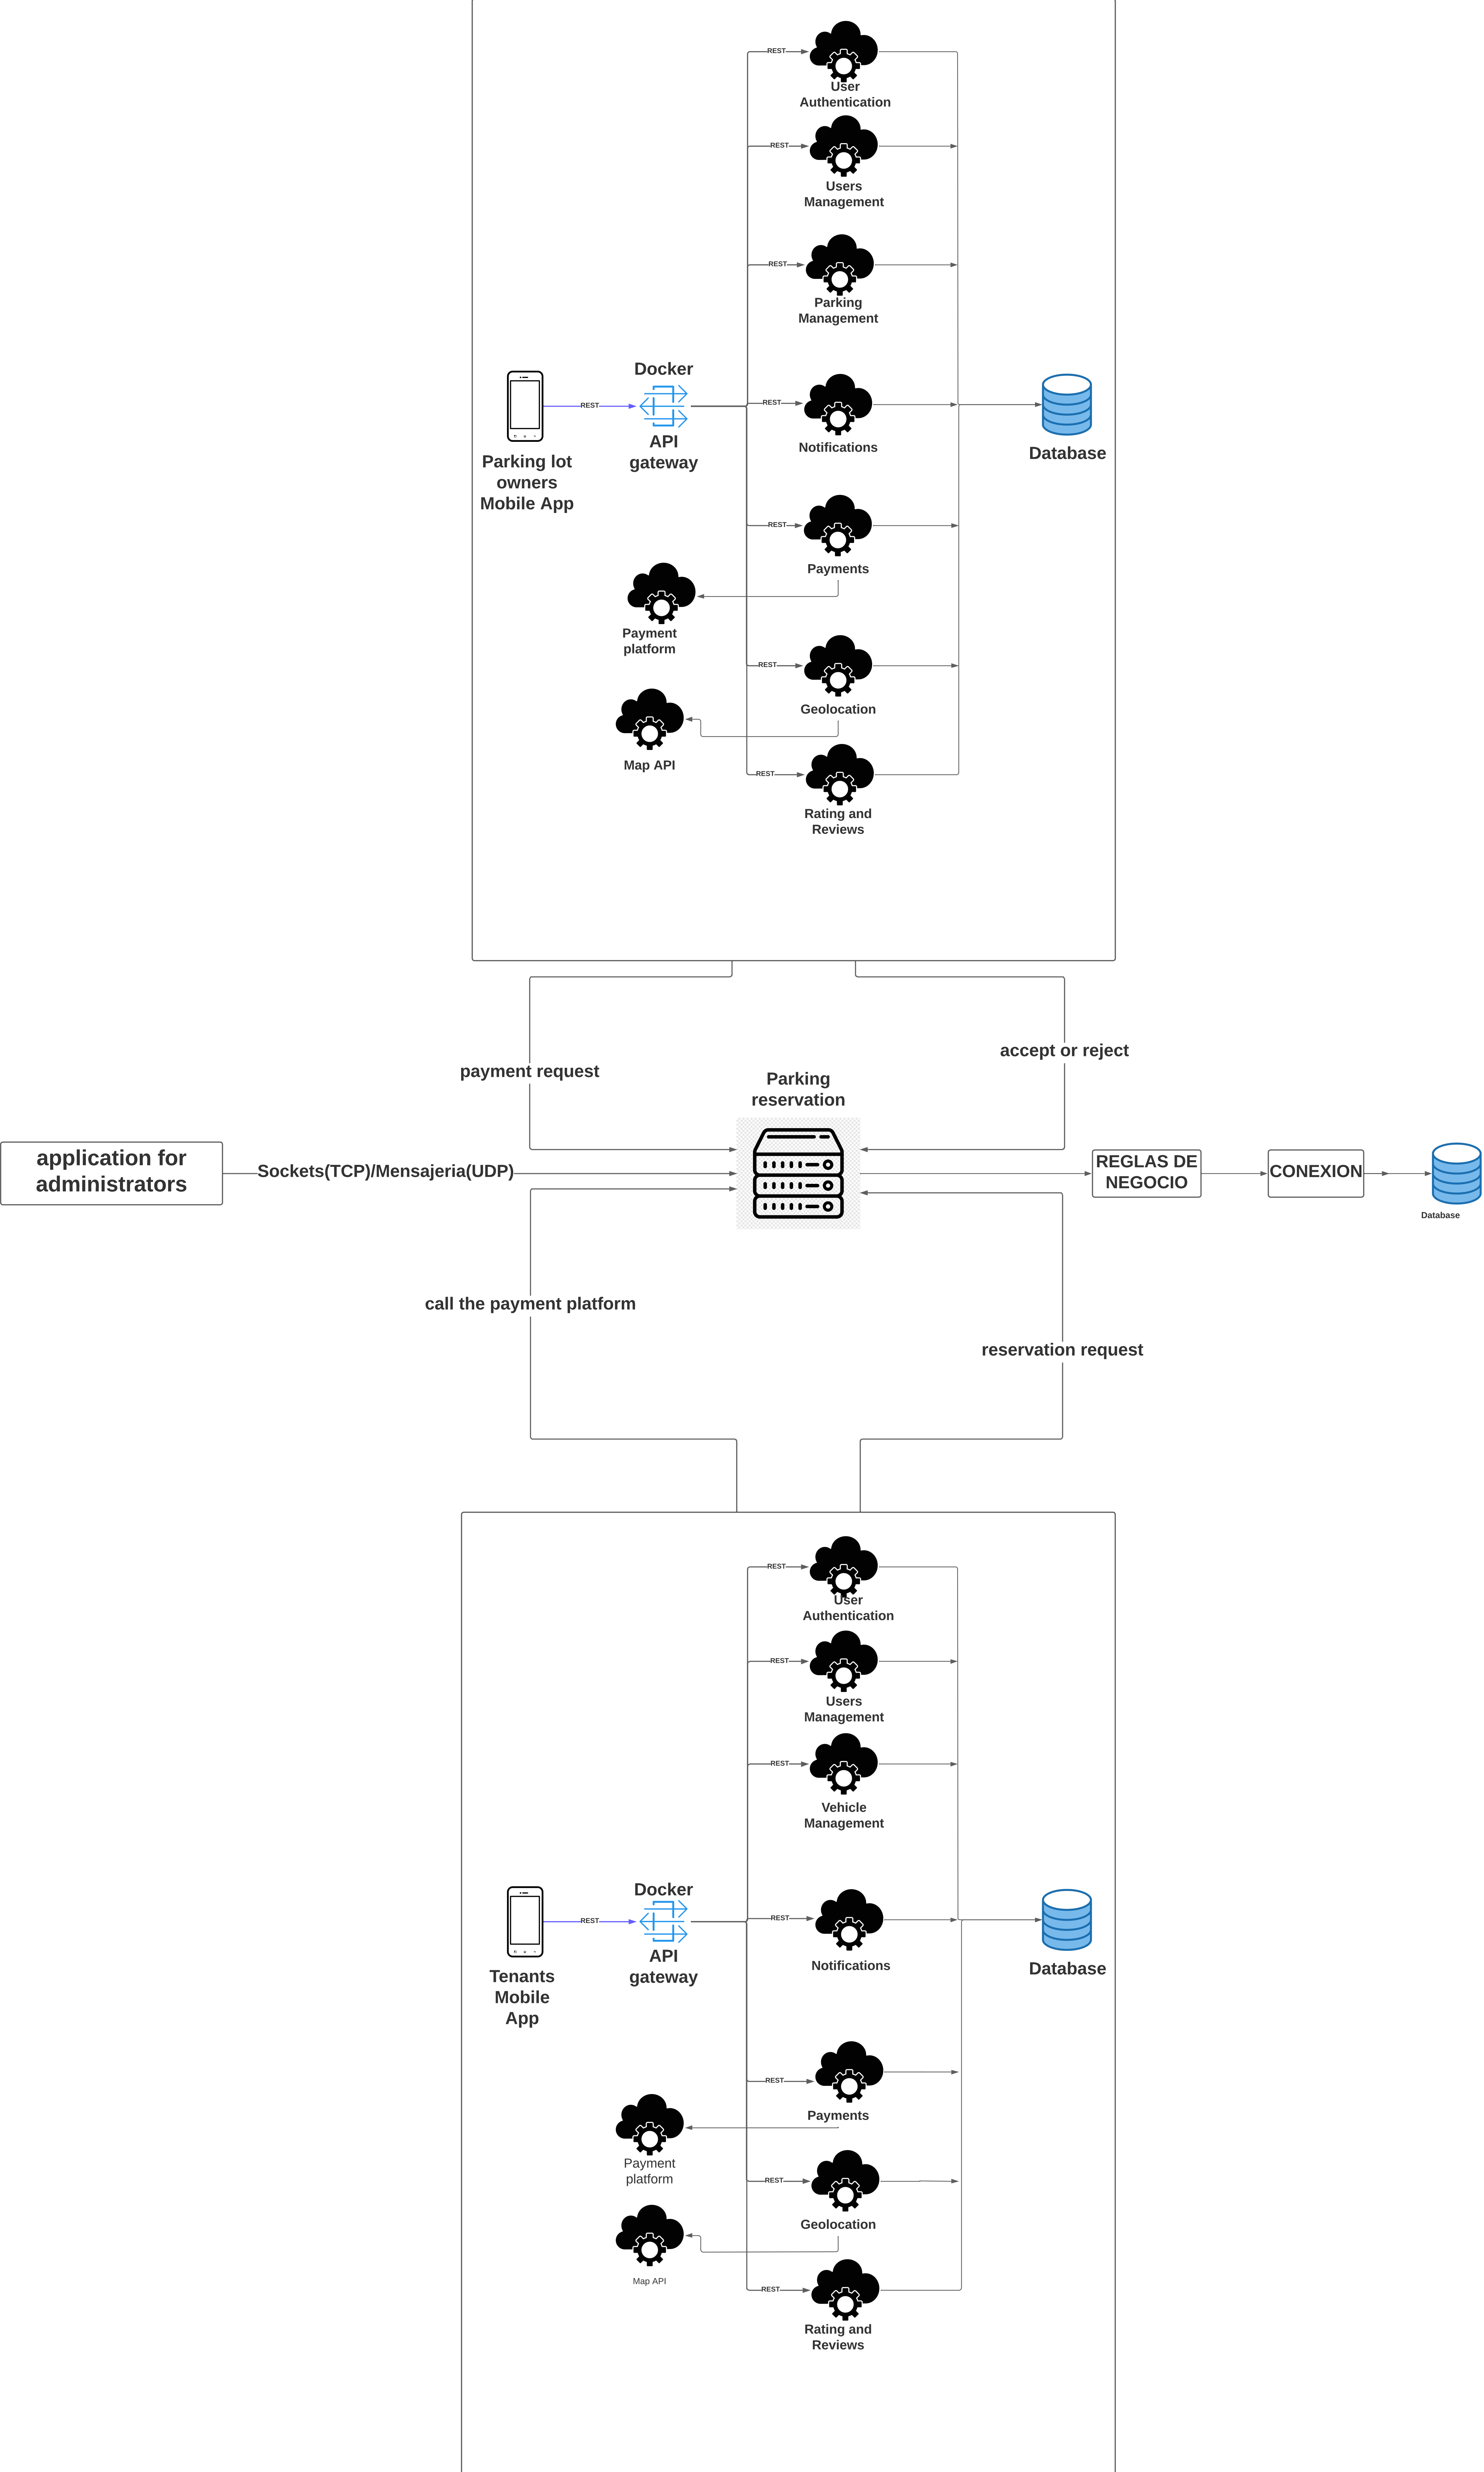 REST
User
Authentication
REST
Users
Management
REST
Parking
Management
Docker
REST
REST
Notifications
API
gateway
Database
Parking lot
owners
Mobile App
REST
Payments
Payment
platform
REST
Geolocation
Map API
REST
Rating and
Reviews
accept or reject
payment request
Parking
reservation
application for
administrators
Sockets(TCP)/Mensajeria(UDP)
REGLAS DE
NEGOCIO
CONEXION
Database
call the payment platform
reservation request
REST
User
Authentication
REST
Users
Management
REST
Vehicle
Management
Docker
REST
REST
Notifications
API
gateway
Database
Tenants
Mobile
App
REST
Payments
Payment
platform
REST
Geolocation
Map API
REST
Rating and
Reviews